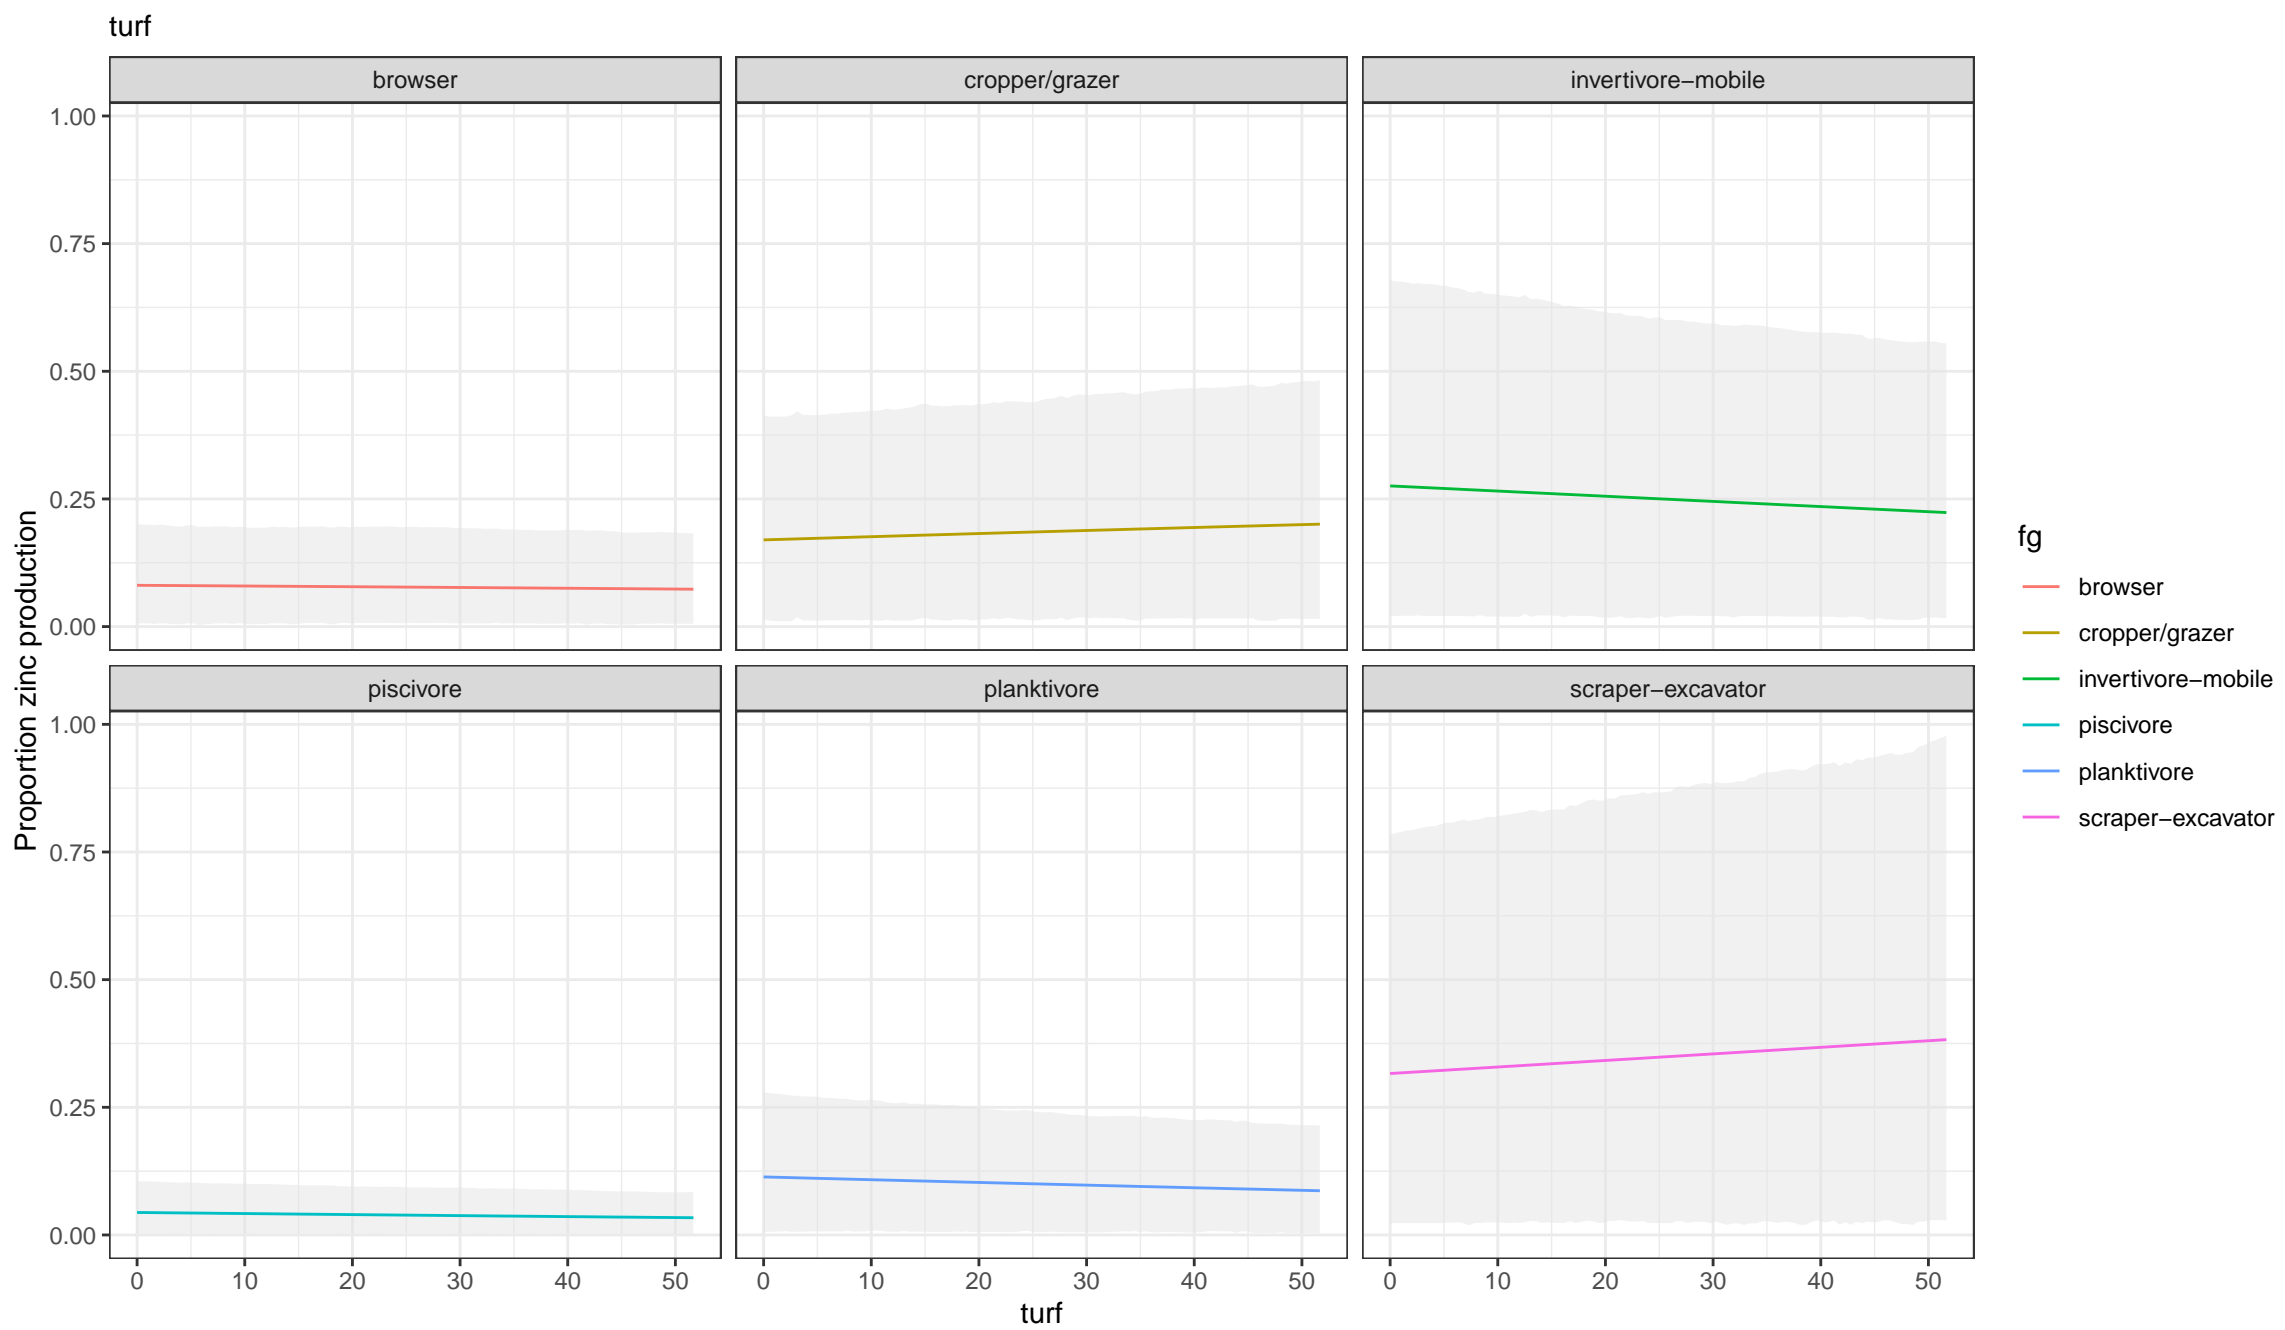 turf
browser
cropper/grazer
invertivore−mobile
1.00
0.75
0.50
0.25
0.00
piscivore
planktivore
scraper−excavator
1.00
0.75
0.50
0.25
0.00
0 10 20 30 40 50
0 10 20 30 40 50
0 10 20 30 40 50
turf
Proportion zinc production
fg
browser
cropper/grazer
invertivore−mobile
piscivore
planktivore
scraper−excavator